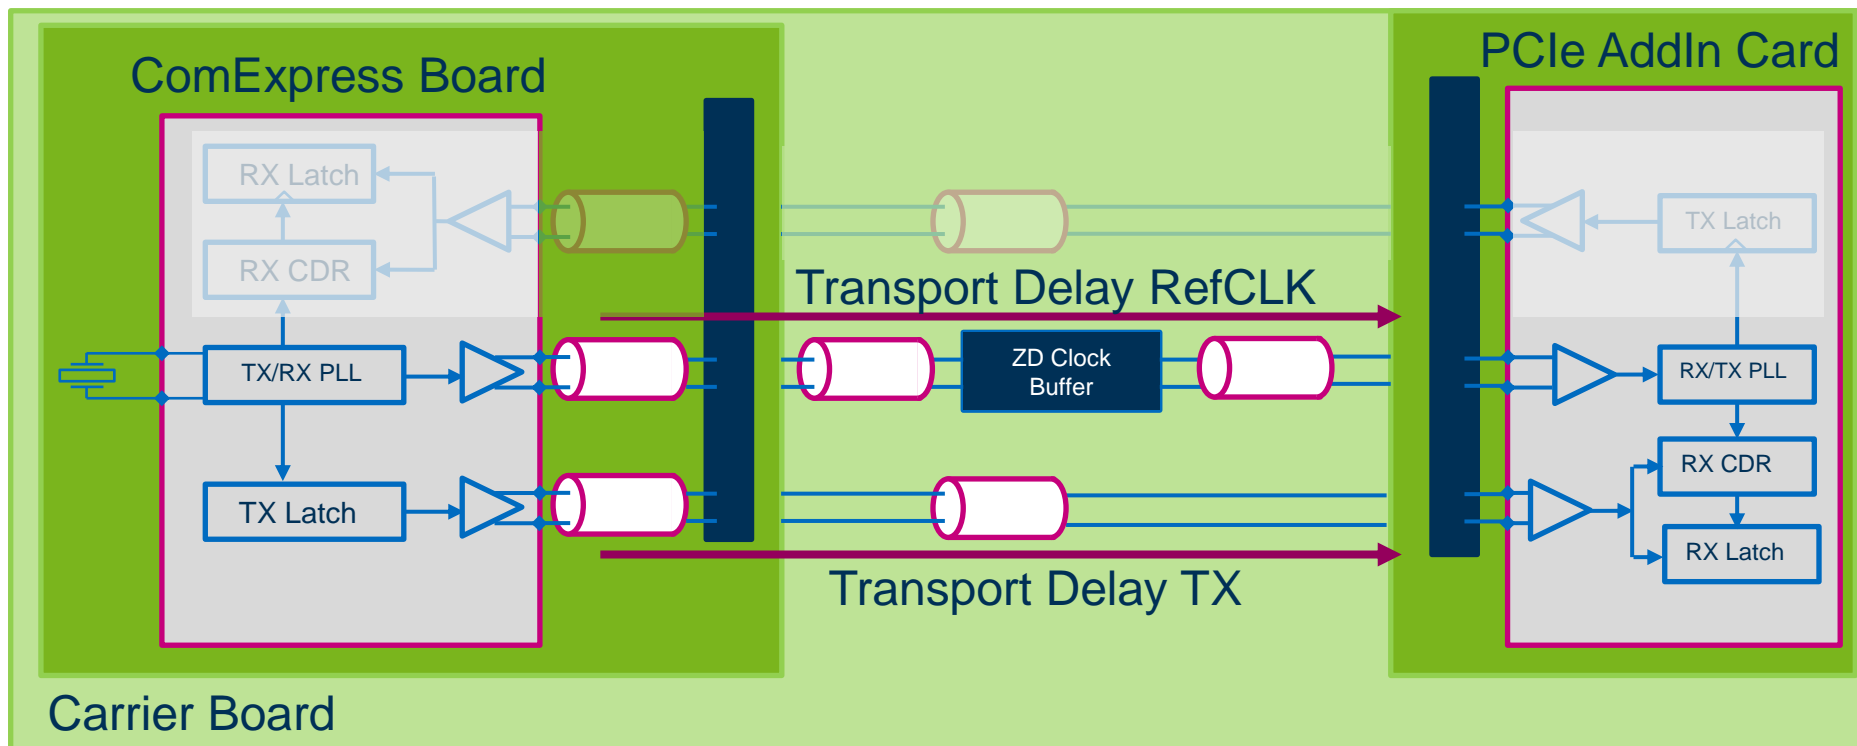 PCIe AddIn Card
ComExpress Board
RX Latch
TX Latch
RX CDR
Transport Delay RefCLK
TX/RX PLL
ZD Clock
Buffer
RX/TX PLL
RX CDR
TX Latch
RX Latch
Transport Delay TX
Carrier Board